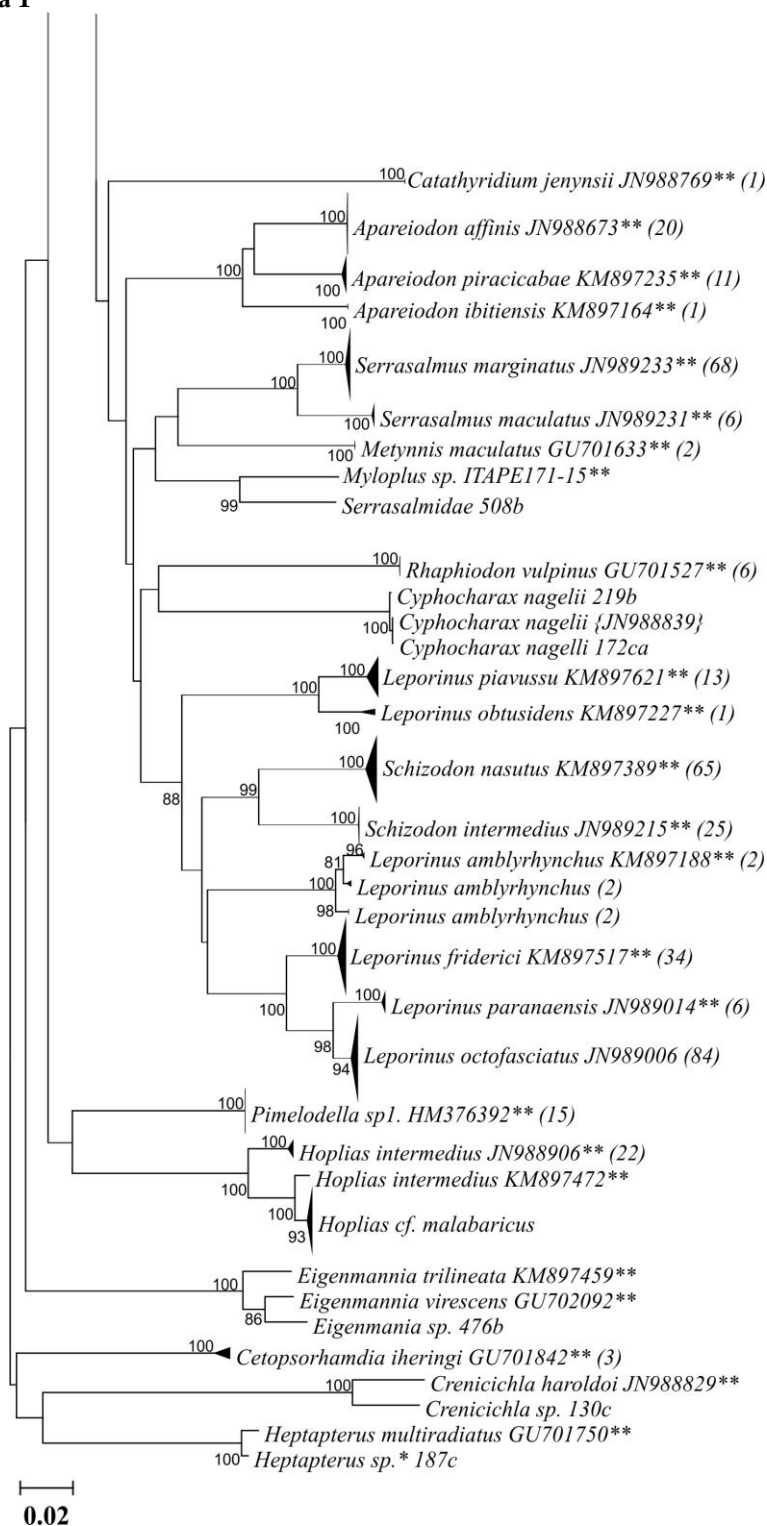 a 1
100 Catathyridium jenynsii JN988769** (1)
100 Apareiodon affinis JN988673** (20)
100
Apareiodon piracicabae KM897235** (11)
100
Apareiodon ibitiensis KM897164** (1)
100
100 Serrasalmus marginatus JN989233** (68)
100
Serrasalmus maculatus JN989231** (6)
100
Metynnis maculatus GU701633** (2)
100
Myloplus sp. ITAPE171-15**
99 Serrasalmidae 508b
100 Rhaphiodon vulpinus GU701527** (6)
Cyphocharax nagelii 219b
100 Cyphocharax nagelii {JN988839}
Cyphocharax nagelli 172ca
100 Leporinus piavussu KM897621** (13)
100
Leporinus obtusidens KM897227** (1)
100
100 Schizodon nasutus KM897389** (65)
99
88
100 Schizodon intermedius JN989215** (25)
96
81 Leporinus amblyrhynchus KM897188** (2)
100 Leporinus amblyrhynchus (2)
98 Leporinus amblyrhynchus (2)
100 Leporinus friderici KM897517** (34)
100
100 Leporinus paranaensis JN989014** (6)
98
94 Leporinus octofasciatus JN989006 (84)
100 Pimelodella sp1. HM376392** (15)
100 Hoplias intermedius JN988906** (22)
100 Hoplias intermedius KM897472**
100
93 Hoplias cf. malabaricus
100 Eigenmannia trilineata KM897459**
Eigenmannia virescens GU702092**
86 Eigenmania sp. 476b
100 Cetopsorhamdia iheringi GU701842** (3)
100 Crenicichla haroldoi JN988829**
Crenicichla sp. 130c
Heptapterus multiradiatus GU701750**
100 Heptapterus sp.* 187c
0.02